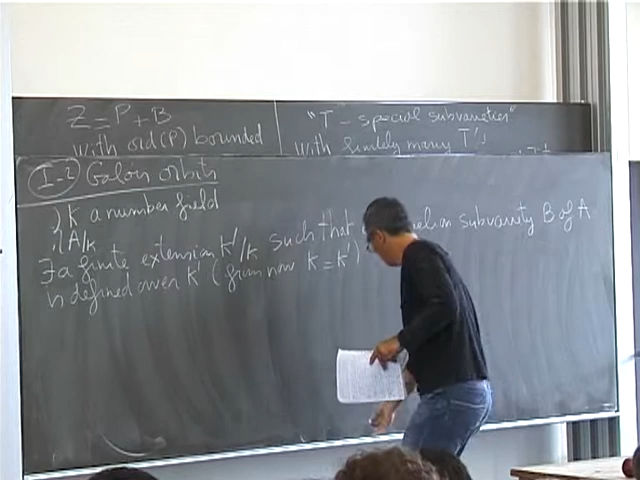 Z = P + B
with ord(P) bounded
"T - special subvarieties"
with finitely many T's
I-2 Galois orbits
k a number field
A/k
∃ a finite extension k'/k such that subvariety B of A
is defined over k' (from now k = k')